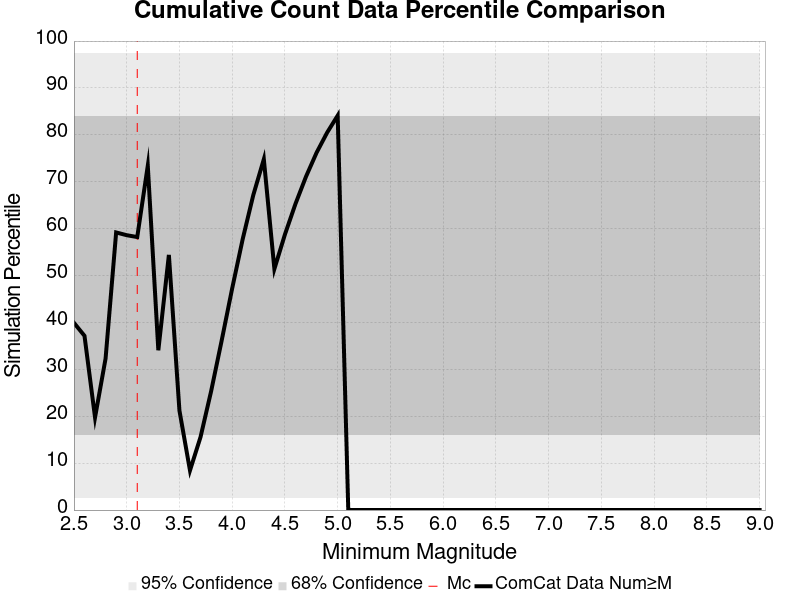 Cumulative Count Data Percentile Comparison
100
90
80
70
60
50
40
30
20
10
0
Simulation Percentile
2.5 3.0 3.5 4.0 4.5 5.0 5.5 6.0 6.5 7.0 7.5 8.0 8.5 9.0
Minimum Magnitude
95% Confidence 68% Confidence Mc ComCat Data Num≥M